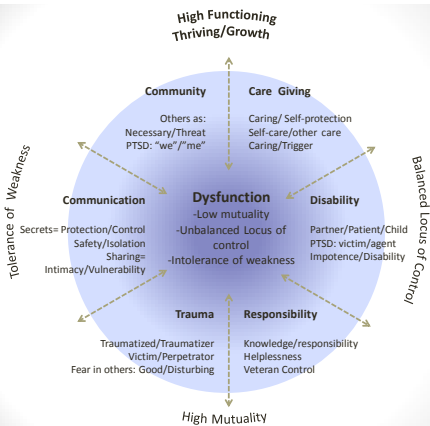 High Functioning
Thriving/Growth
Community
Others as:
Necessary/Threat
PTSD: “we”/“me”
Care Giving
Caring/ Self-protection
Self-care/other care
Caring/Trigger
Tolerance of Weakness
Balanced Locus of Control
Communication
Secrets= Protection/Control
Safety/Isolation
Sharing=
Intimacy/Vulnerability
Dysfunction
-Low mutuality
-Unbalanced Locus of
control
-Intolerance of weakness
Disability
Partner/Patient/Child
PTSD: victim/agent
Impotence/Disability
Trauma
Traumatized/Traumatizer
Victim/Perpetrator
Fear in others: Good/Disturbing
Responsibility
Knowledge/responsibility
Helplessness
Veteran Control
High Mutuality